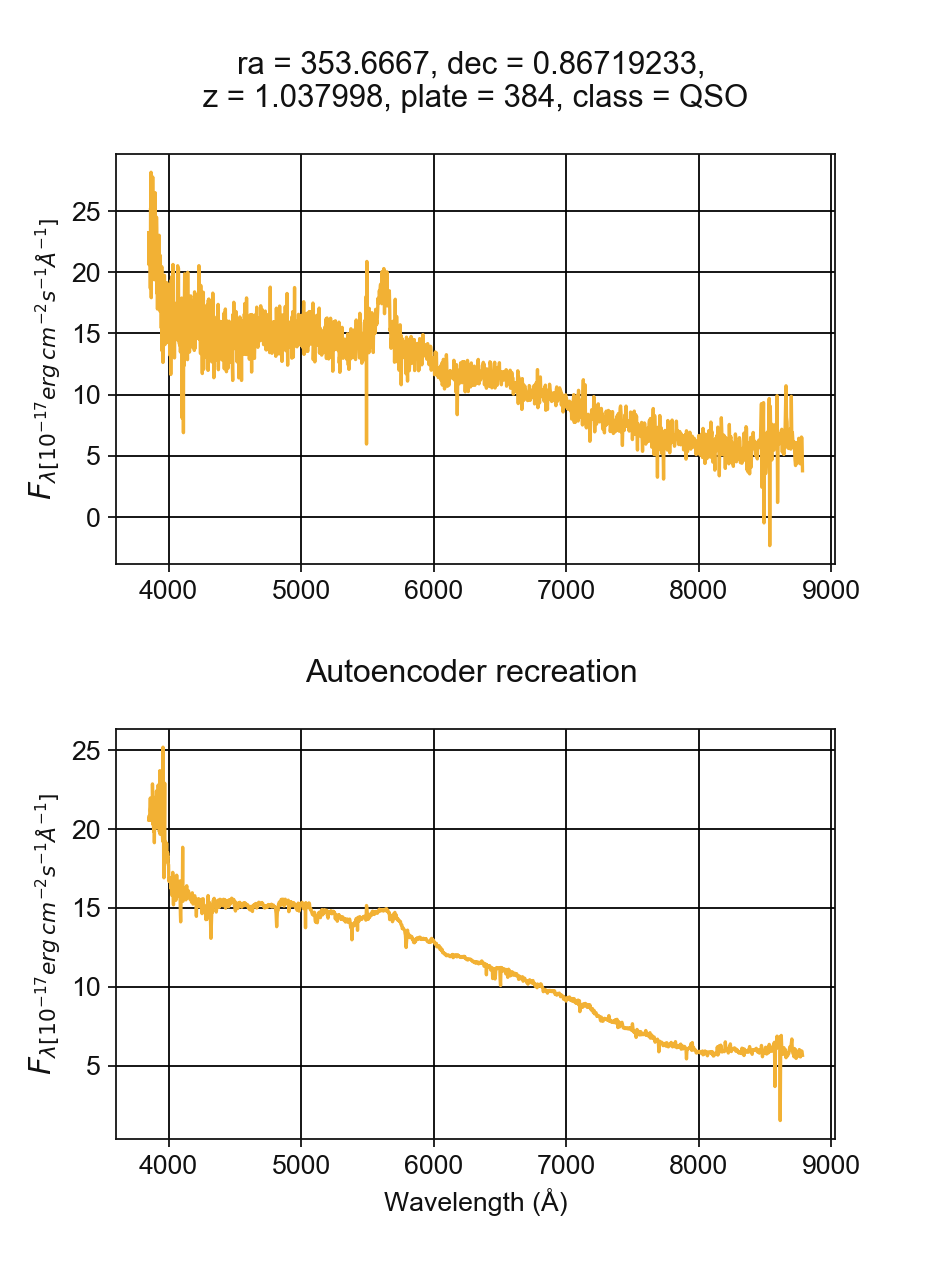 ra = 353.6667, dec = 0.86719233,
z = 1.037998, plate = 384, class = QSO
F_λ[10^{-17} erg cm^{-2} s^{-1} Å^{-1}]
25
20
15
10
5
0
4000 5000 6000 7000 8000 9000
Autoencoder recreation
F_λ[10^{-17} erg cm^{-2} s^{-1} Å^{-1}]
25
20
15
10
5
4000 5000 6000 7000 8000 9000
Wavelength (Å)